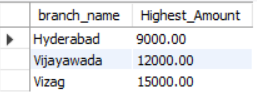 branch_name Highest_Amount
Hyderabad 9000.00
Vijayawada 12000.00
Vizag 15000.00